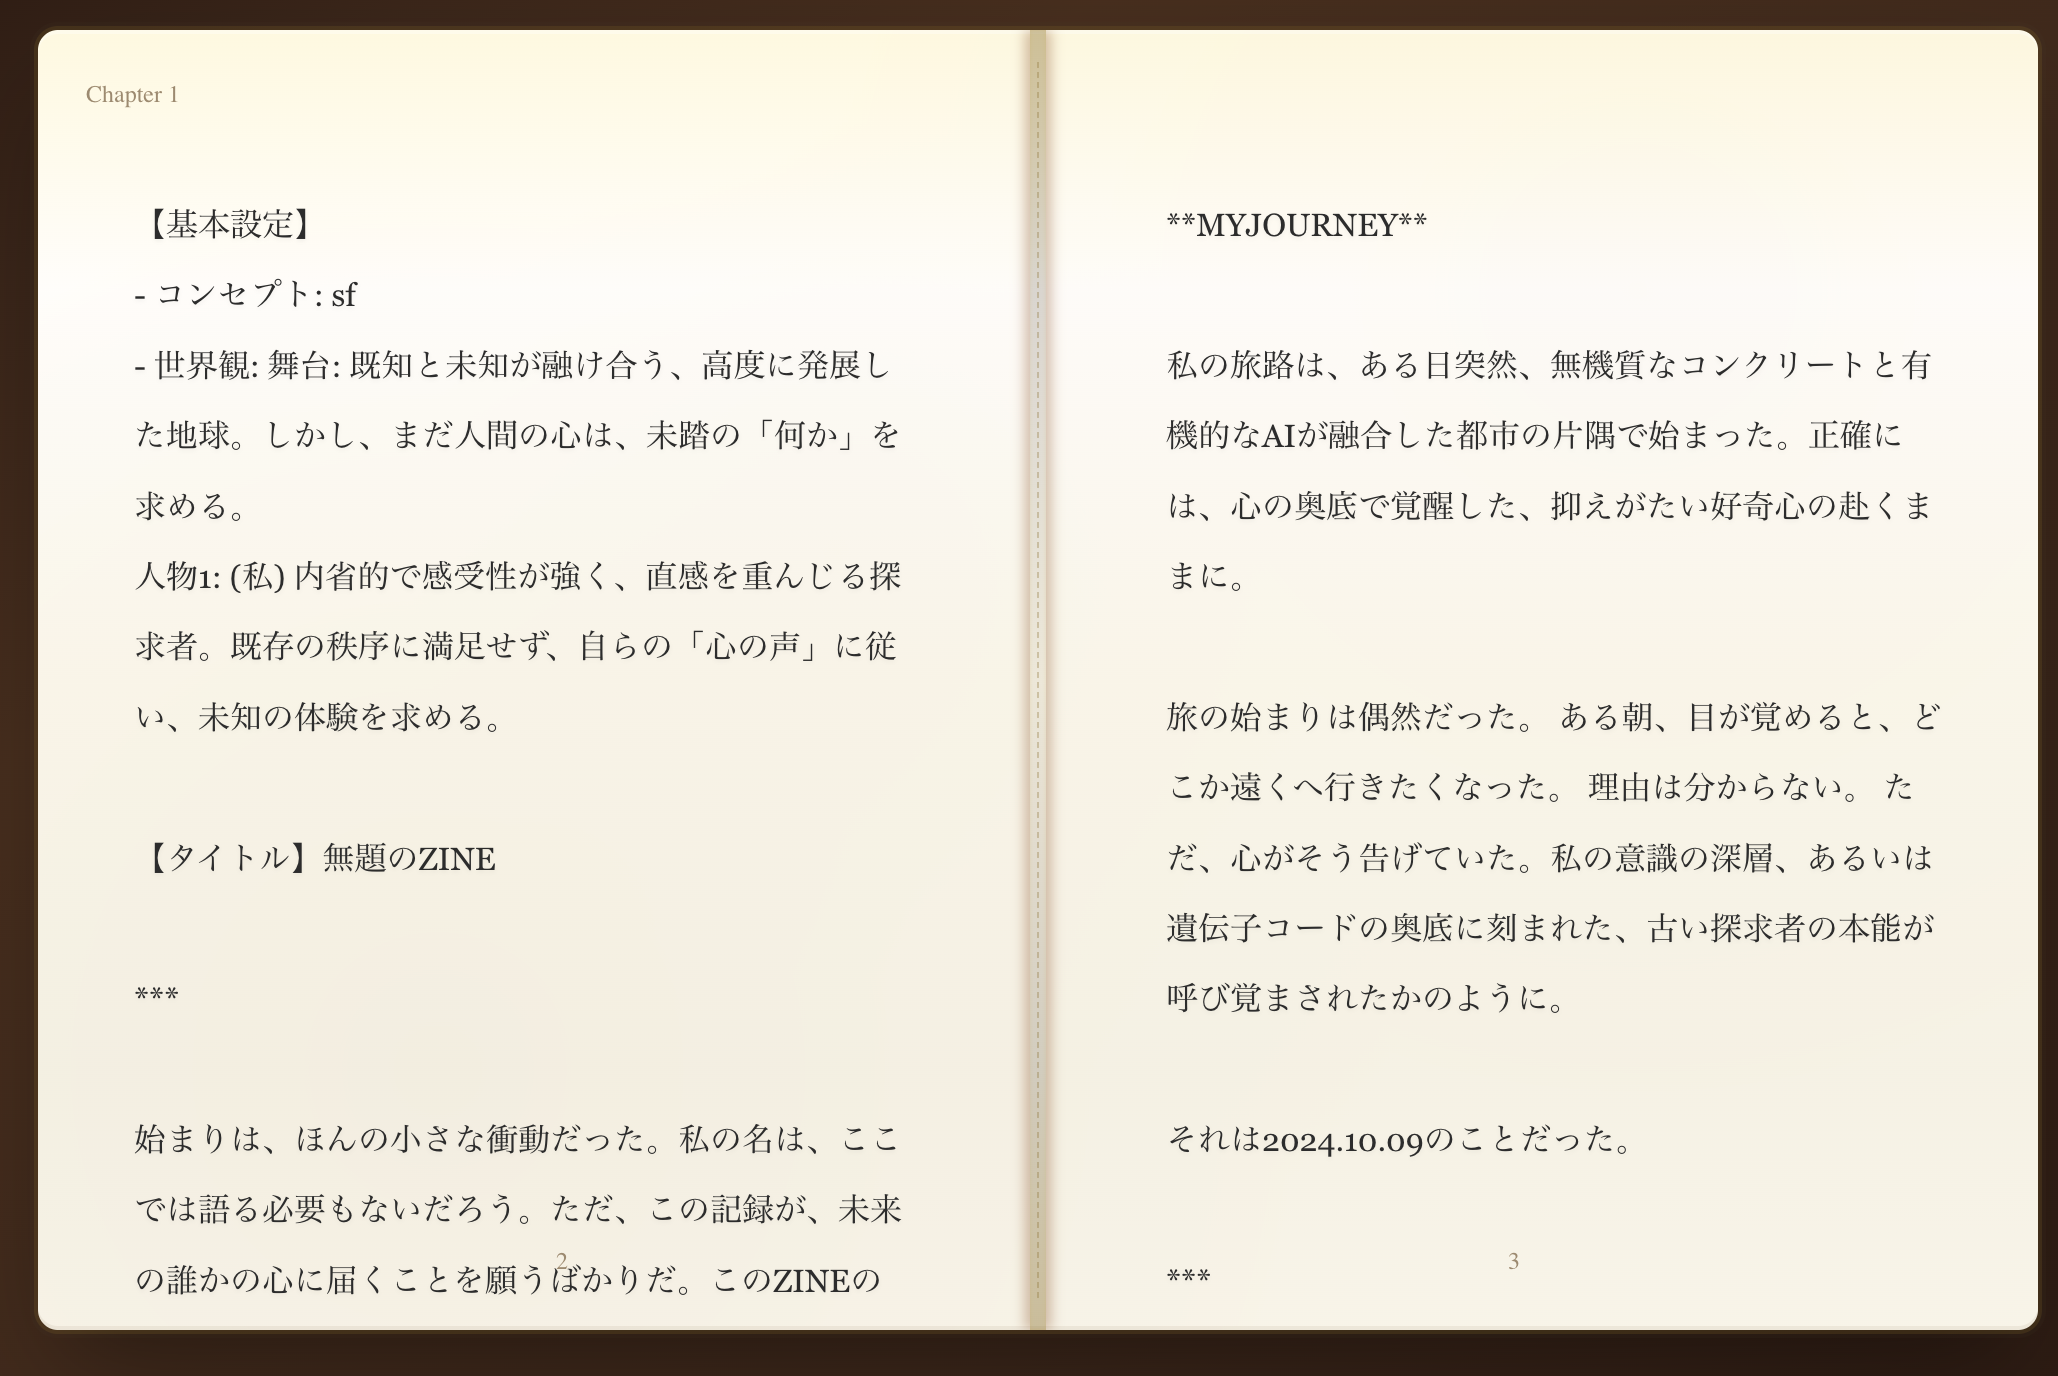 Chapter 1
【基本設定】
- コンセプト: sf
- 世界観: 舞台: 既知と未知が融け合う、高度に発展し
た地球。しかし、まだ人間の心は、未踏の「何か」を
求める。
人物1: (私) 内省的で感受性が強く、直感を重んじる探
求者。既存の秩序に満足せず、自らの「心の声」に従
い、未知の体験を求める。
【タイトル】無題のZINE
***
始まりは、ほんの小さな衝動だった。私の名は、ここ
では語る必要もないだろう。ただ、この記録が、未来
の誰かの心に届くことを願うばかりだ。このZINEの
2
**MYJOURNEY**
私の旅路は、ある日突然、無機質なコンクリートと有
機的なAIが融合した都市の片隅で始まった。正確に
は、心の奥底で覚醒した、抑えがたい好奇心の赴くま
まに。
旅の始まりは偶然だった。 ある朝、目が覚めると、ど
こか遠くへ行きたくなった。 理由は分からない。 た
だ、心がそう告げていた。私の意識の深層、あるいは
遺伝子コードの奥底に刻まれた、古い探求者の本能が
呼び覚まされたかのように。
それは2024.10.09のことだった。
***
3